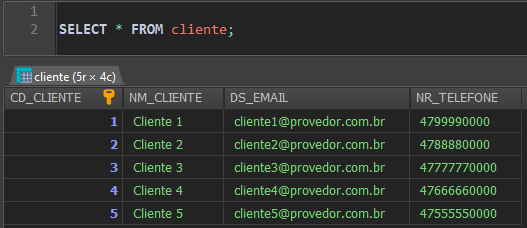 1
2 SELECT * FROM cliente;
cliente (5r × 4c)
CD_CLIENTE NM_CLIENTE DS_EMAIL NR_TELEFONE
1 Cliente 1 cliente1@provedor.com.br 4799990000
2 Cliente 2 cliente2@provedor.com.br 4788880000
3 Cliente 3 cliente3@provedor.com.br 47777770000
4 Cliente 4 cliente4@provedor.com.br 47666660000
5 Cliente 5 cliente5@provedor.com.br 47555550000